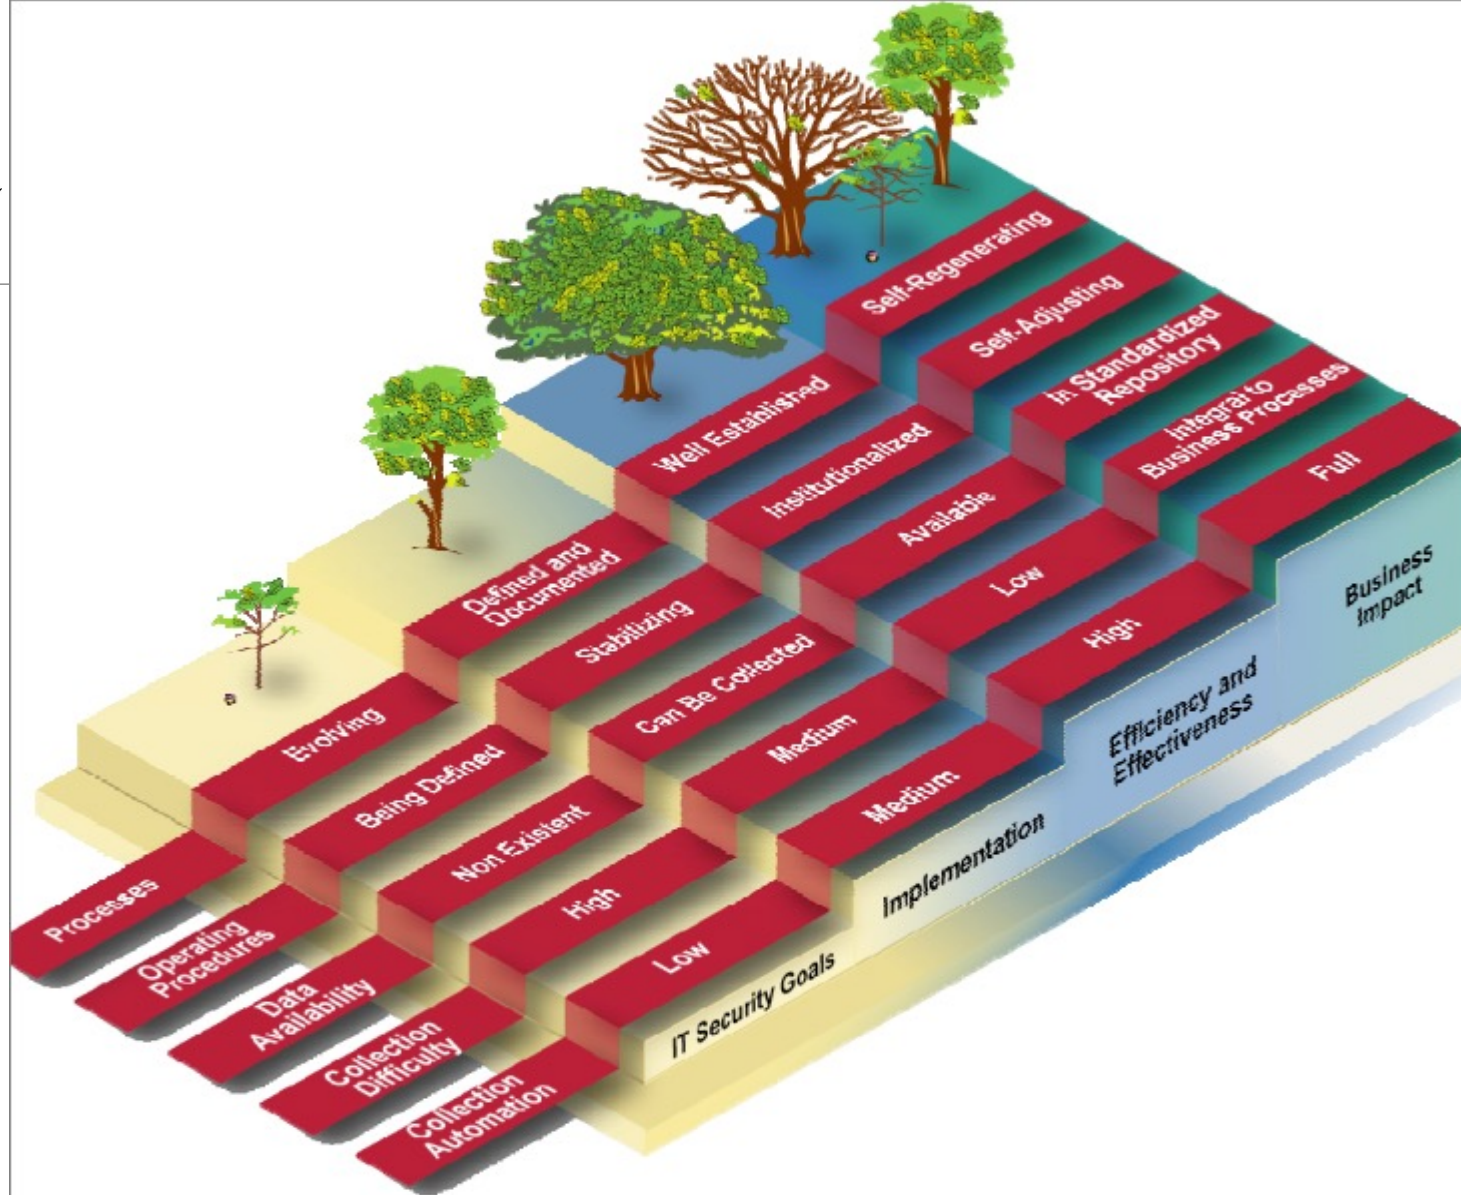 Self-Regenerating
Self-Adjusting
In Standardized
Repository
Integral to
Business Processes
Full
Well Established
Institutionalized
Available
Low
High
Defined and
Documented
Stabilizing
Can Be Collected
Medium
Medium
Evolving
Being Defined
Non Existent
High
Low
Processes
Operating
Procedures
Data
Availability
Collection
Difficulty
Collection
Automation
IT Security Goals
Implementation
Efficiency and
Effectiveness
Business
Impact